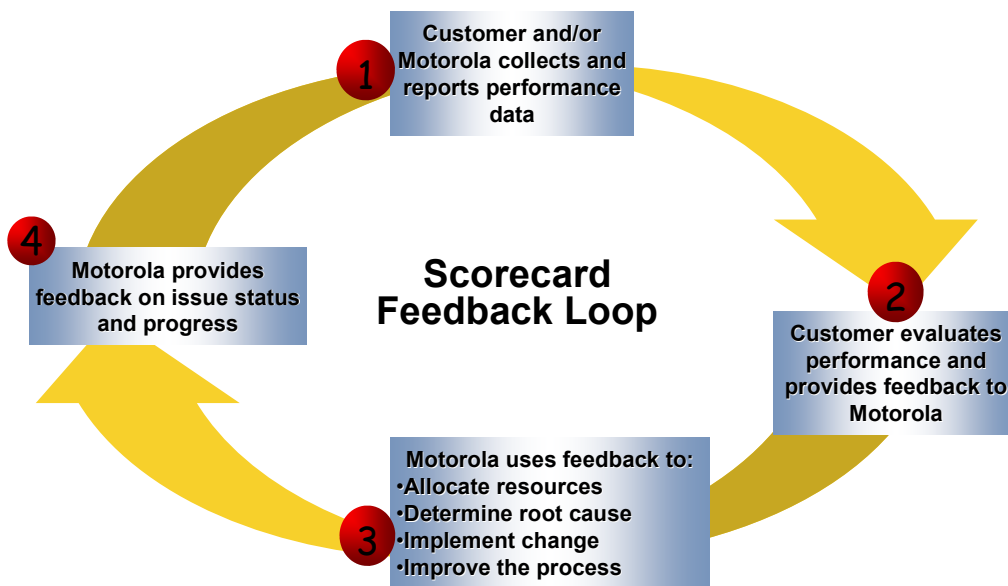 1
Customer and/or
Motorola collects and
reports performance
data
2
Customer evaluates
performance and
provides feedback to
Motorola
3
Motorola uses feedback to:
•Allocate resources
•Determine root cause
•Implement change
•Improve the process
4
Motorola provides
feedback on issue status
and progress
Scorecard
Feedback Loop